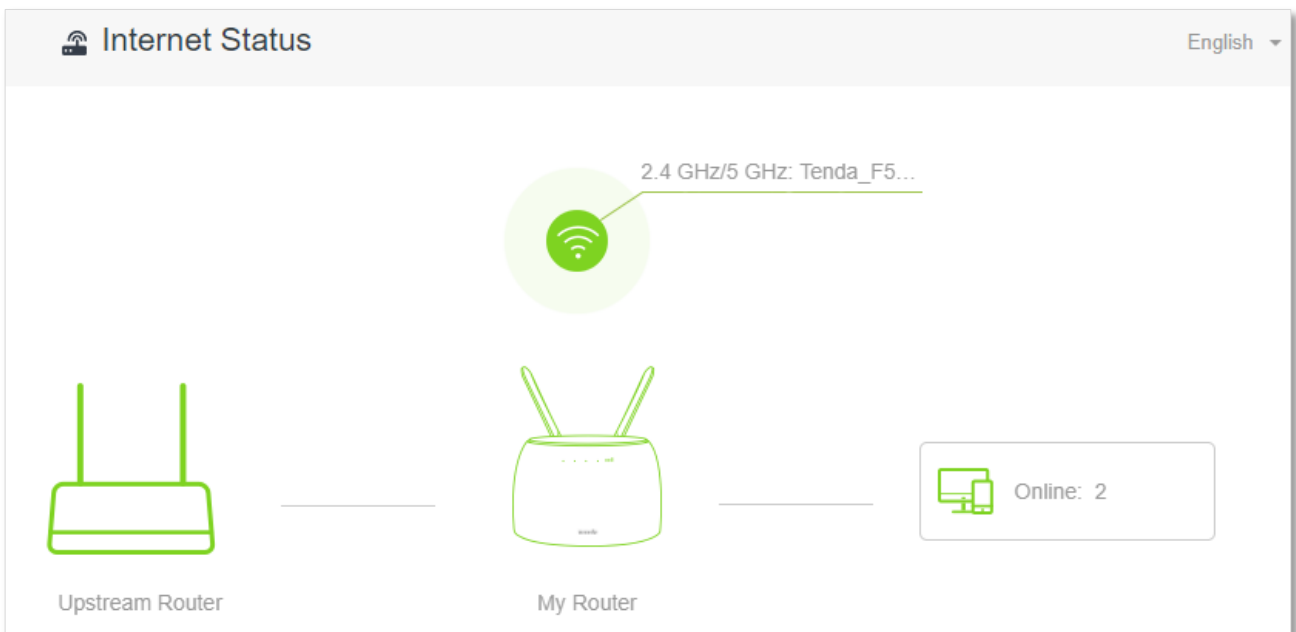 Internet Status
English
2.4 GHz/5 GHz: Tenda_F5...
Online: 2
Upstream Router
My Router